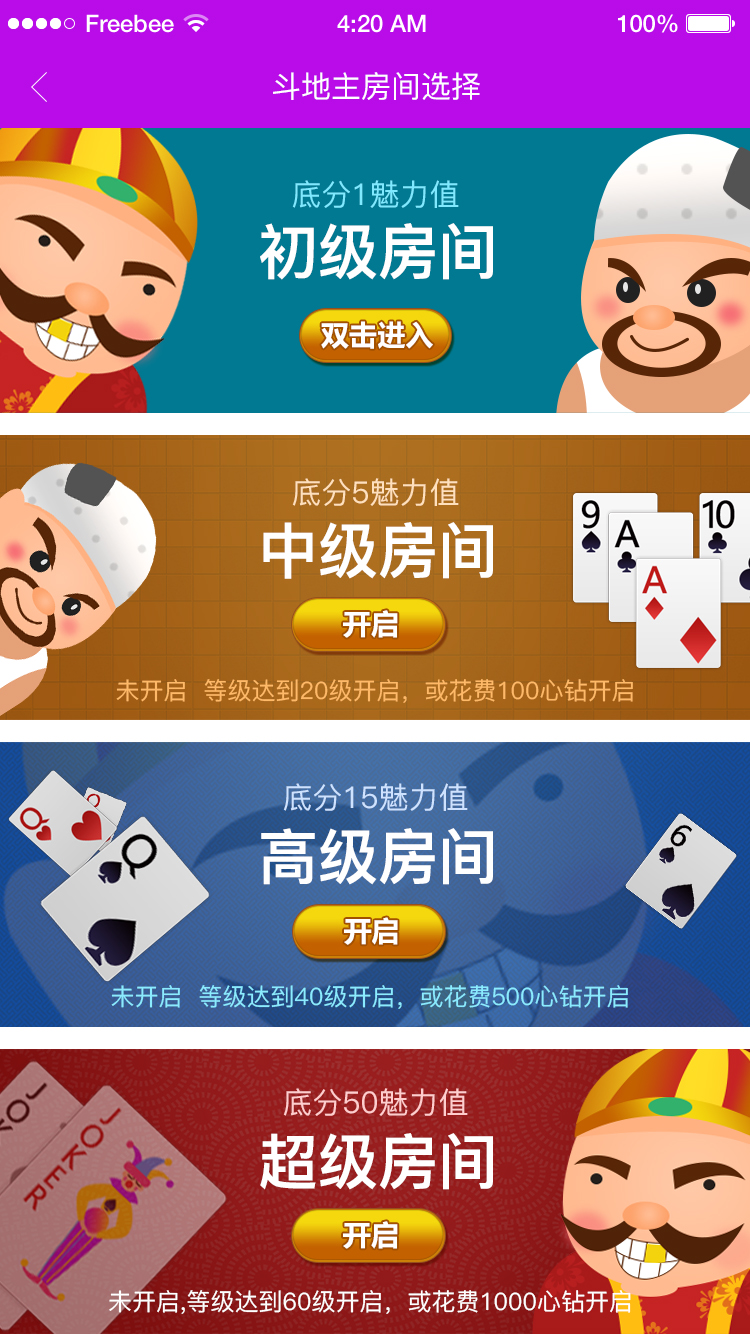 Freebee 4:20 AM 100%
斗地主房间选择
底分1魅力值
初级房间
双击进入
底分5魅力值
中级房间
开启
9
A
10
A
未开启 等级达到20级开启，或花费100心钻开启
底分15魅力值
高级房间
开启
Q
Q
Q
6
未开启 等级达到40级开启，或花费500心钻开启
底分50魅力值
超级房间
开启
JOKER
JOKER
未开启,等级达到60级开启，或花费1000心钻开启